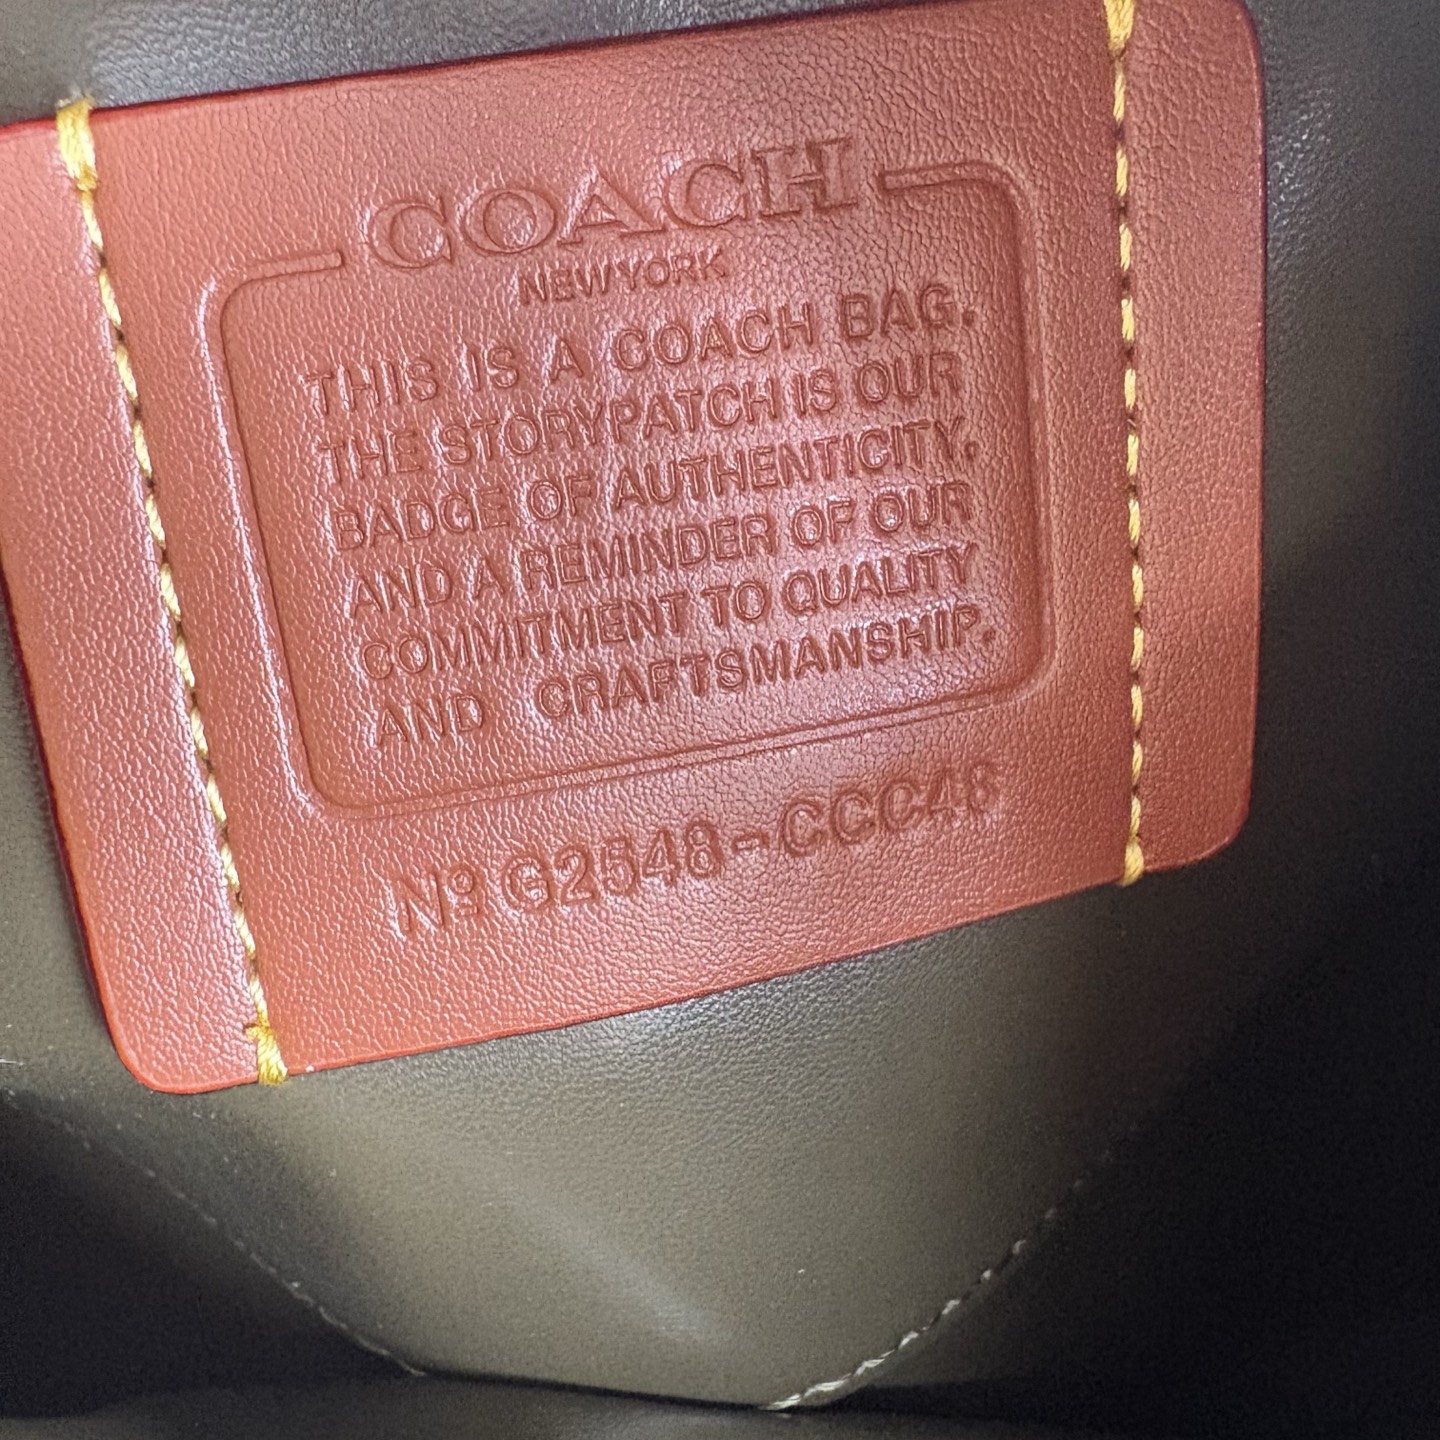 COACH
NEW YORK
THIS IS A COACH BAG.
THE STORYPATCH IS OUR
BADGE OF AUTHENTICITY,
AND A REMINDER OF OUR
COMMITMENT TO QUALITY
AND CRAFTSMANSHIP.
Nº G2548-CCC48